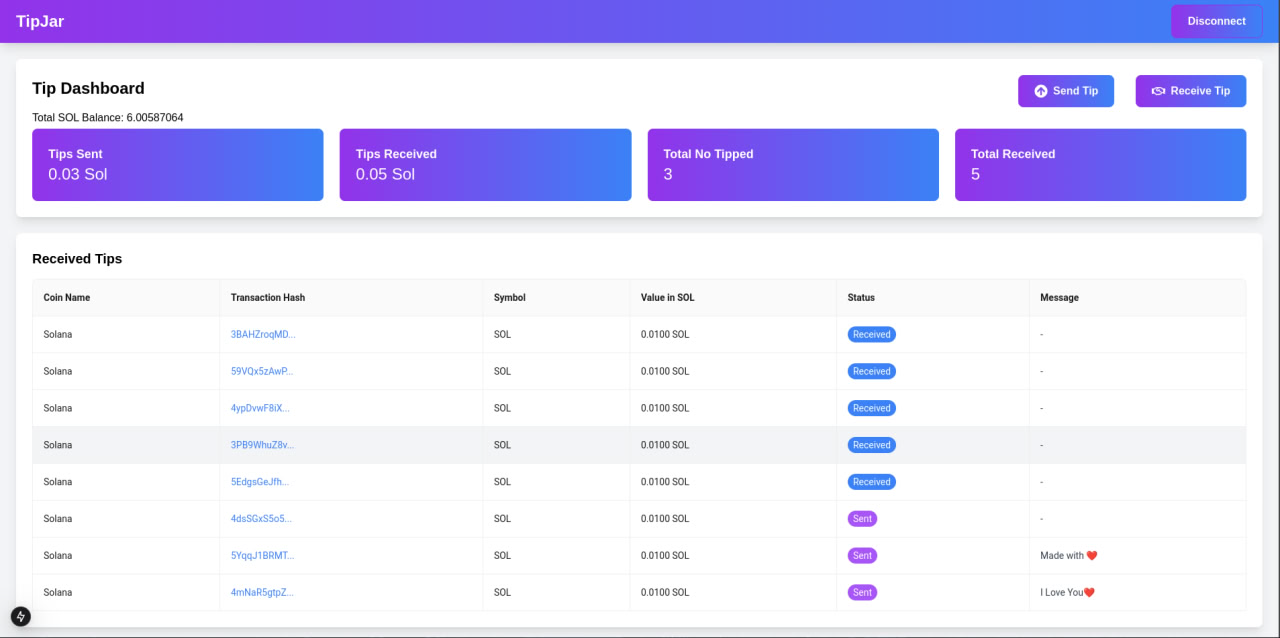 TipJar
Disconnect
Tip Dashboard
Send Tip
Receive Tip
Total SOL Balance: 6.00587064
Tips Sent
0.03 Sol
Tips Received
0.05 Sol
Total No Tipped
3
Total Received
5
Received Tips
Coin Name Transaction Hash Symbol Value in SOL Status Message
Solana 3BAHZroqMD... SOL 0.0100 SOL Received -
Solana 59VQx5zAwP... SOL 0.0100 SOL Received -
Solana 4ypDvwF8iX... SOL 0.0100 SOL Received -
Solana 3PB9WhuZ8v... SOL 0.0100 SOL Received -
Solana 5EdgsGeJfh... SOL 0.0100 SOL Received -
Solana 4dsSGxS5o5... SOL 0.0100 SOL Sent -
Solana 5YqqJ1BRMT... SOL 0.0100 SOL Sent Made with ❤️
Solana 4mNaR5gtpZ... SOL 0.0100 SOL Sent I Love You❤️